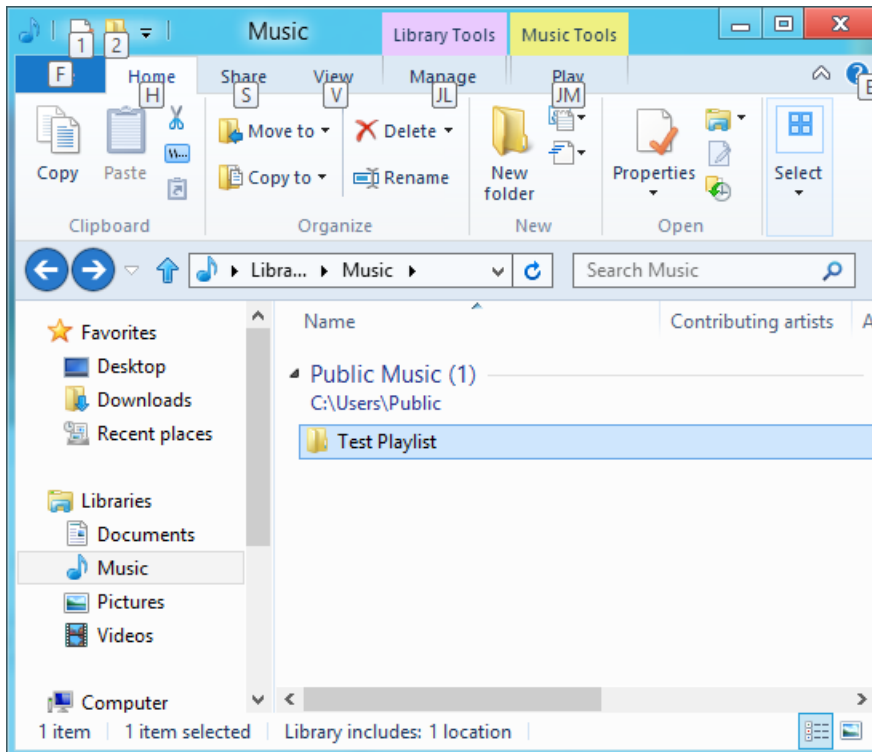 Music
Library Tools
Music Tools
1
2
F
Home
Share
View
Manage
Play
H
S
V
JL
JM
E
Copy
Paste
W...
Move to
Copy to
Delete
Rename
New folder
Properties
Select
Clipboard
Organize
New
Open
Libra...
Music
Search Music
Favorites
Desktop
Downloads
Recent places
Libraries
Documents
Music
Pictures
Videos
Computer
Name
Contributing artists
A
Public Music (1)
C:\Users\Public
Test Playlist
1 item
1 item selected
Library includes: 1 location